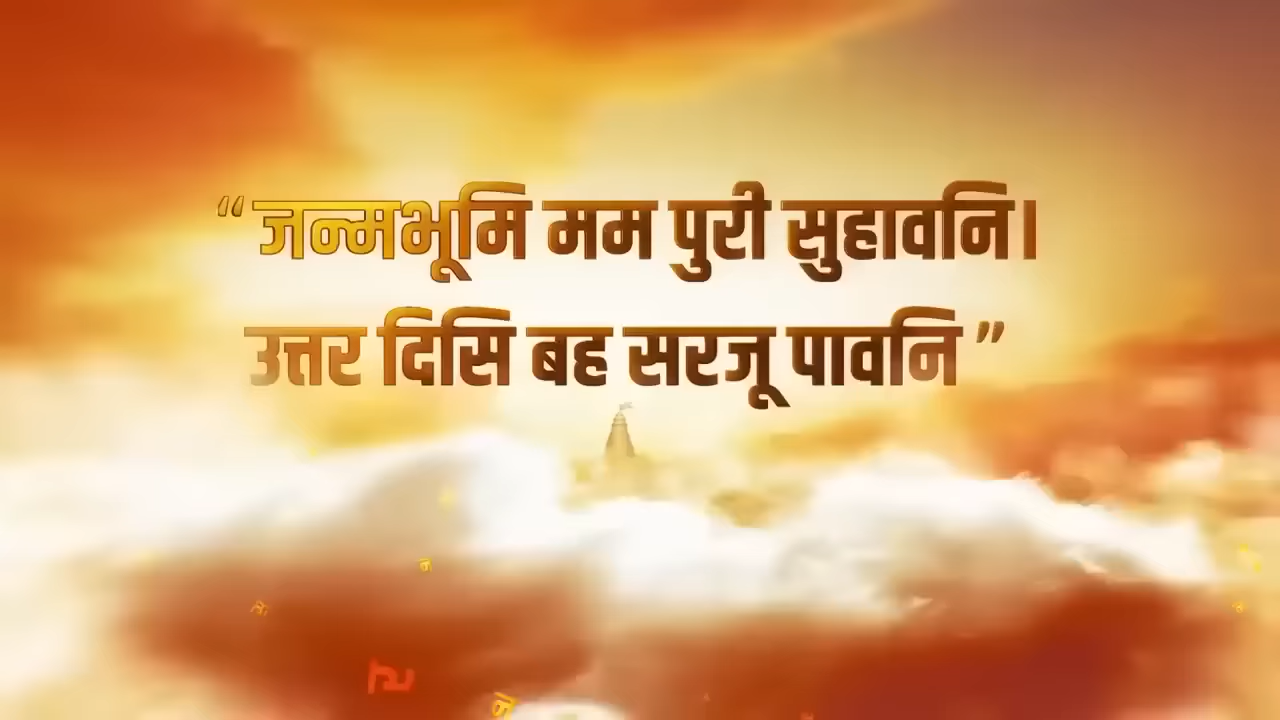 “जन्मभूमि मम पुरी सुहावनि।
उत्तर दिसि बह सरजू पावनि”